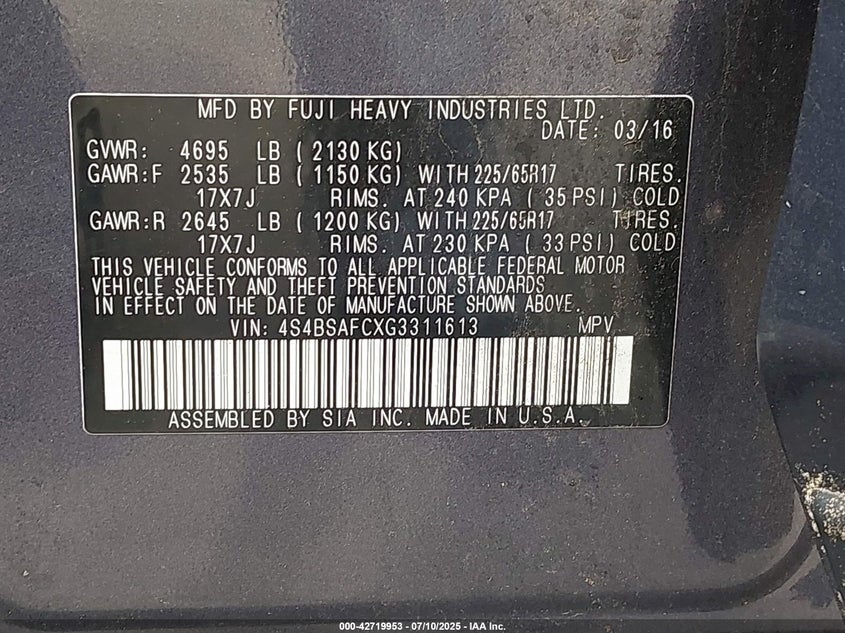 MFD BY FUJI HEAVY INDUSTRIES LTD.
DATE: 03/16
GVWR: 4695 LB ( 2130 KG)
GAWR:F 2535 LB ( 1150 KG) WITH 225/65R17 TIRES.
17X7J RIMS. AT 240 KPA ( 35 PSI) COLD
GAWR:R 2645 LB ( 1200 KG) WITH 225/65R17 TIRES.
17X7J RIMS. AT 230 KPA ( 33 PSI) COLD
THIS VEHICLE CONFORMS TO ALL APPLICABLE FEDERAL MOTOR
VEHICLE SAFETY AND THEFT PREVENTION STANDARDS
IN EFFECT ON THE DATE OF MANUFACTURE SHOWN ABOVE.
VIN: 4S4BSAFCXG3311613 MPV
ASSEMBLED BY SIA INC. MADE IN U.S.A.
000-42719953 - 07/10/2025 - IAA Inc.